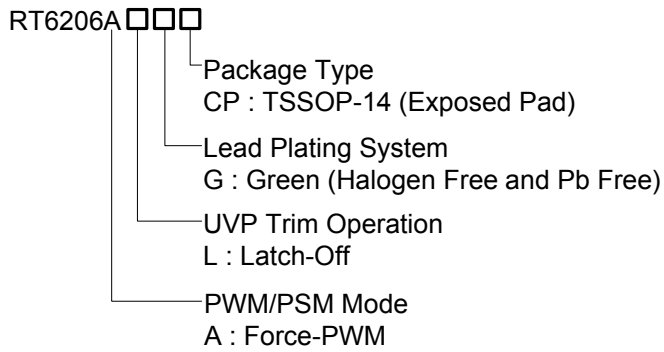 RT6206A
Package Type
CP : TSSOP-14 (Exposed Pad)
Lead Plating System
G : Green (Halogen Free and Pb Free)
UVP Trim Operation
L : Latch-Off
PWM/PSM Mode
A : Force-PWM